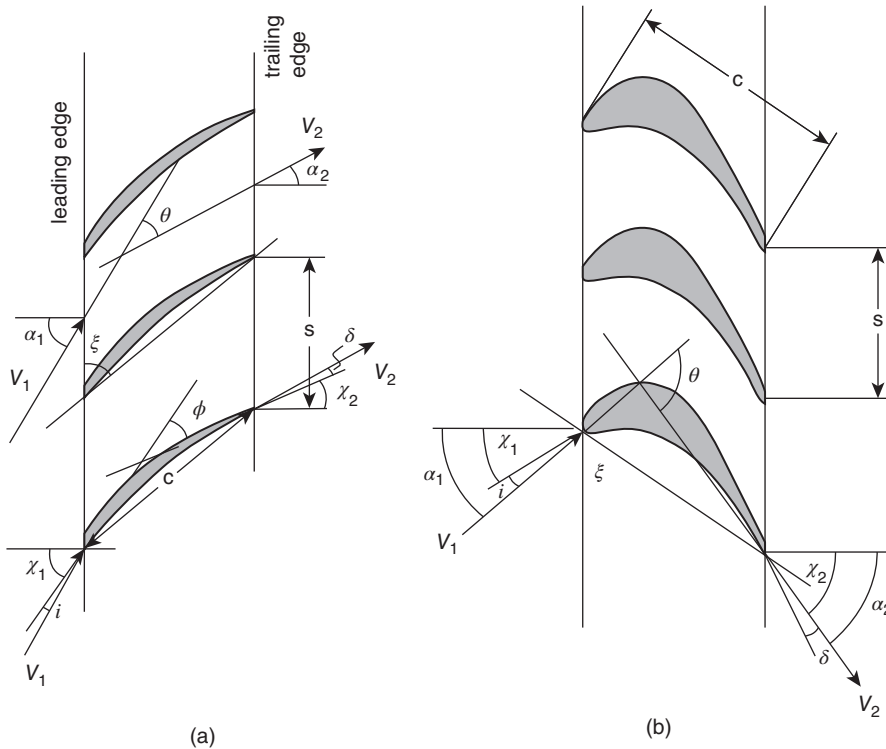 leading edge
trailing edge
V₂
α₂
θ
α₁
V₁
ξ
s
δ
V₂
χ₂
ϕ
c
χ₁
i
V₁
(a)
c
s
θ
χ₁
α₁
i
V₁
ξ
χ₂
α₂
δ
V₂
(b)